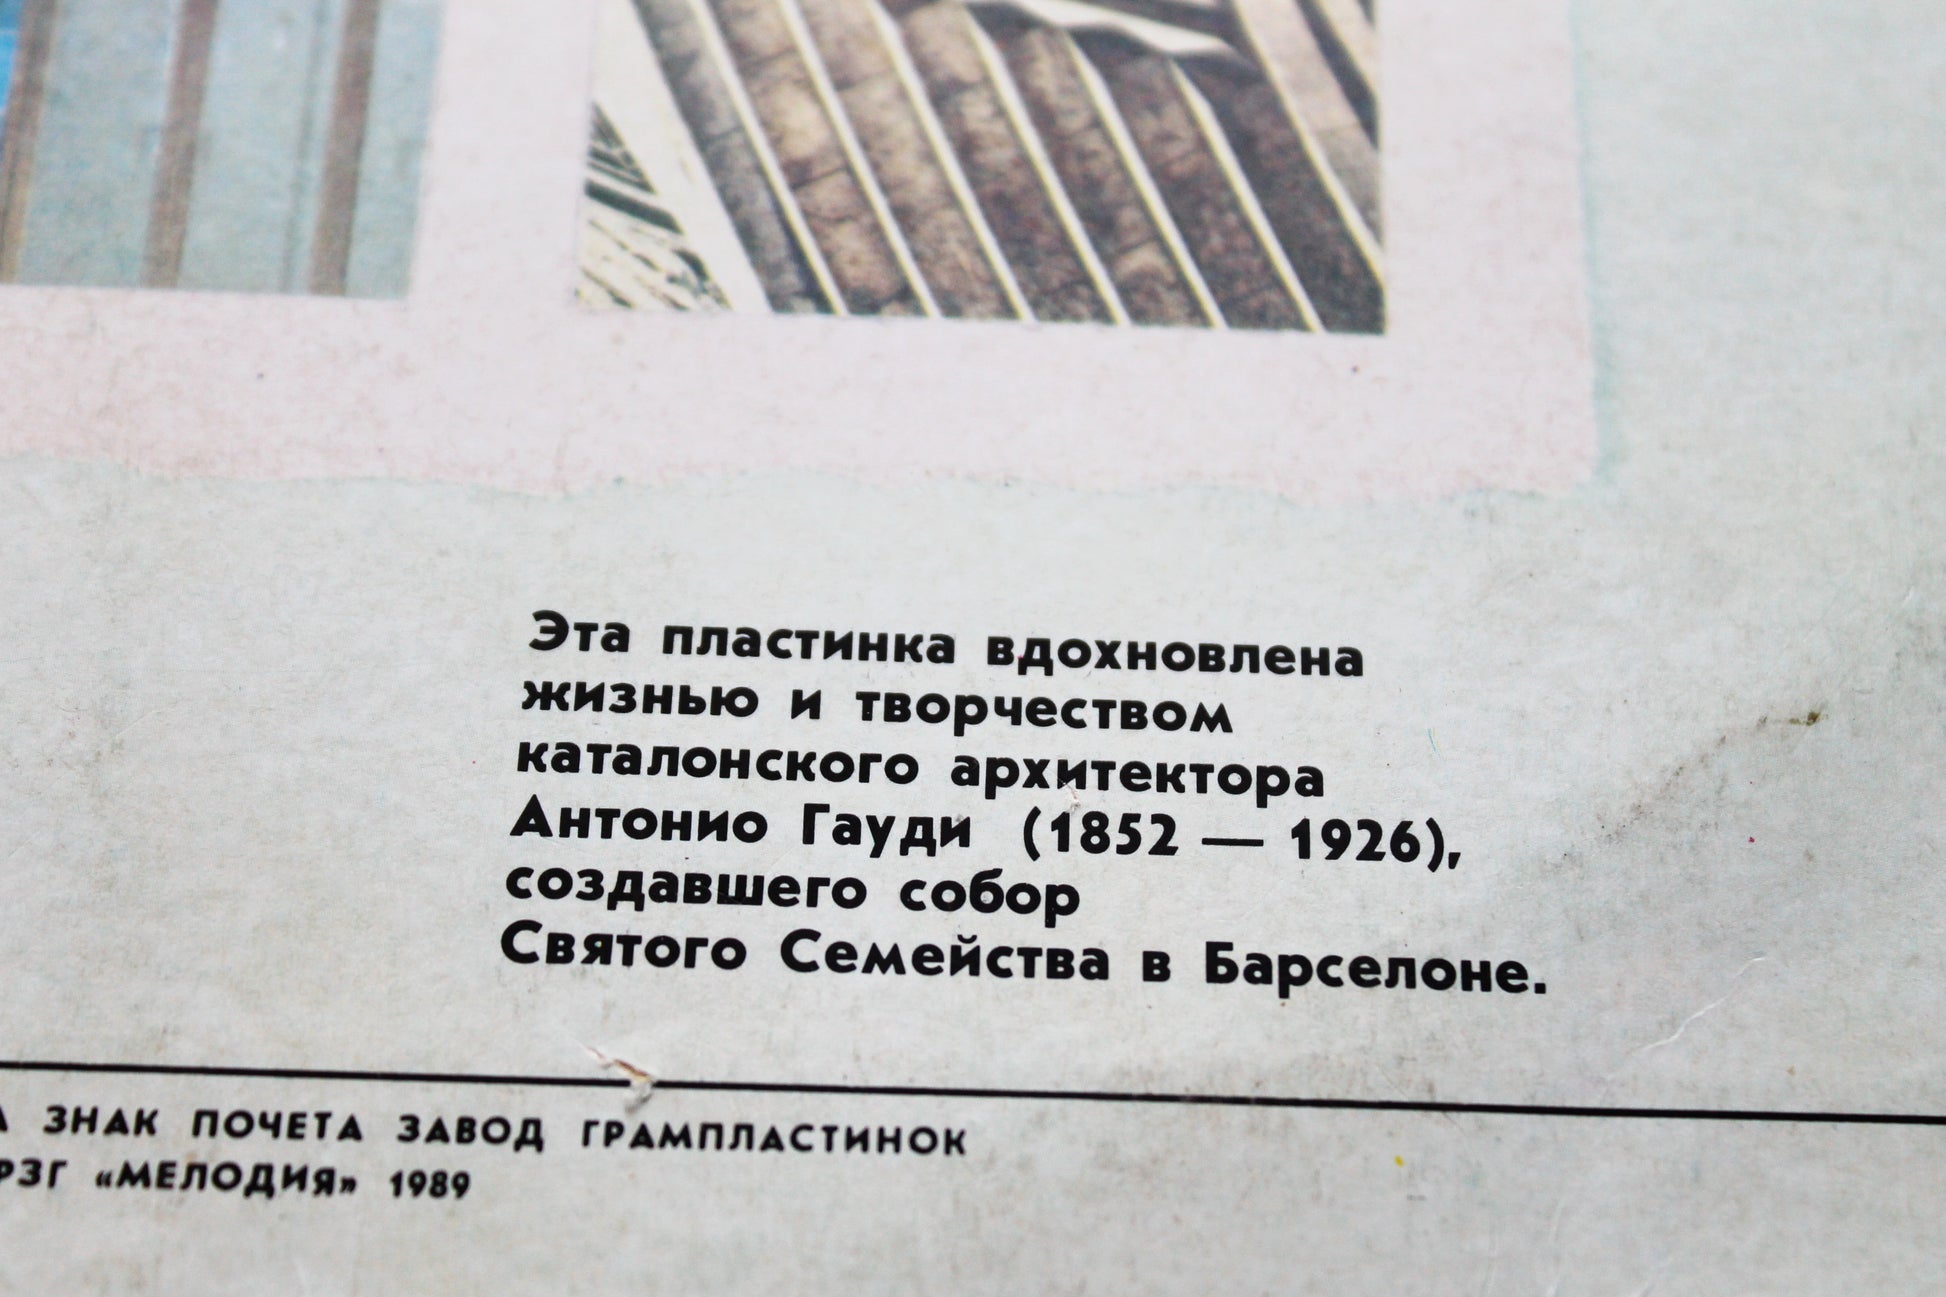 Эта пластинка вдохновлена
жизнью и творчеством
каталонского архитектора
Антонио Гауди (1852 — 1926),
создавшего собор
Святого Семейства в Барселоне.
ЗНАК ПОЧЕТА ЗАВОД ГРАМПЛАСТИНОК
РЗГ «МЕЛОДИЯ» 1989